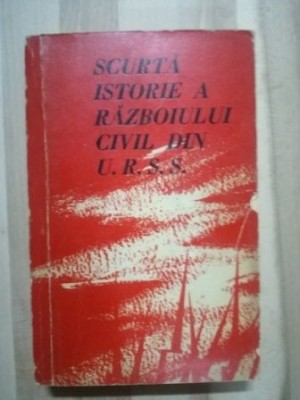 SCURTĂ
ISTORIE A
RĂZBOIULUI
CIVIL DIN
U. R. S. S.